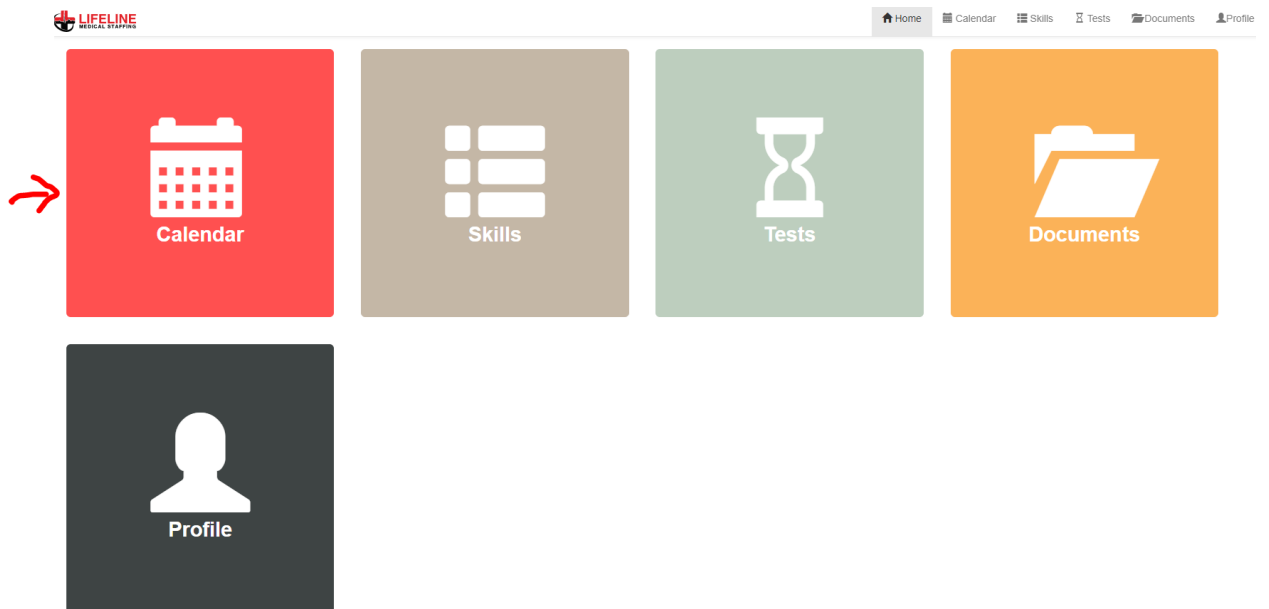 LIFELINE
MEDICAL STAFFING
Home Calendar Skills Tests Documents Profile
Calendar
Skills
Tests
Documents
Profile